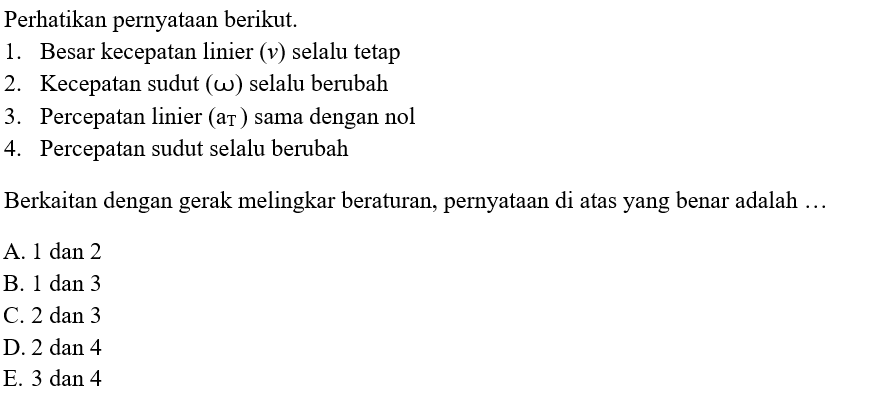 Perhatikan pernyataan berikut.
1. Besar kecepatan linier (v) selalu tetap
2. Kecepatan sudut (ω) selalu berubah
3. Percepatan linier (aT) sama dengan nol
4. Percepatan sudut selalu berubah
Berkaitan dengan gerak melingkar beraturan, pernyataan di atas yang benar adalah …
A. 1 dan 2
B. 1 dan 3
C. 2 dan 3
D. 2 dan 4
E. 3 dan 4